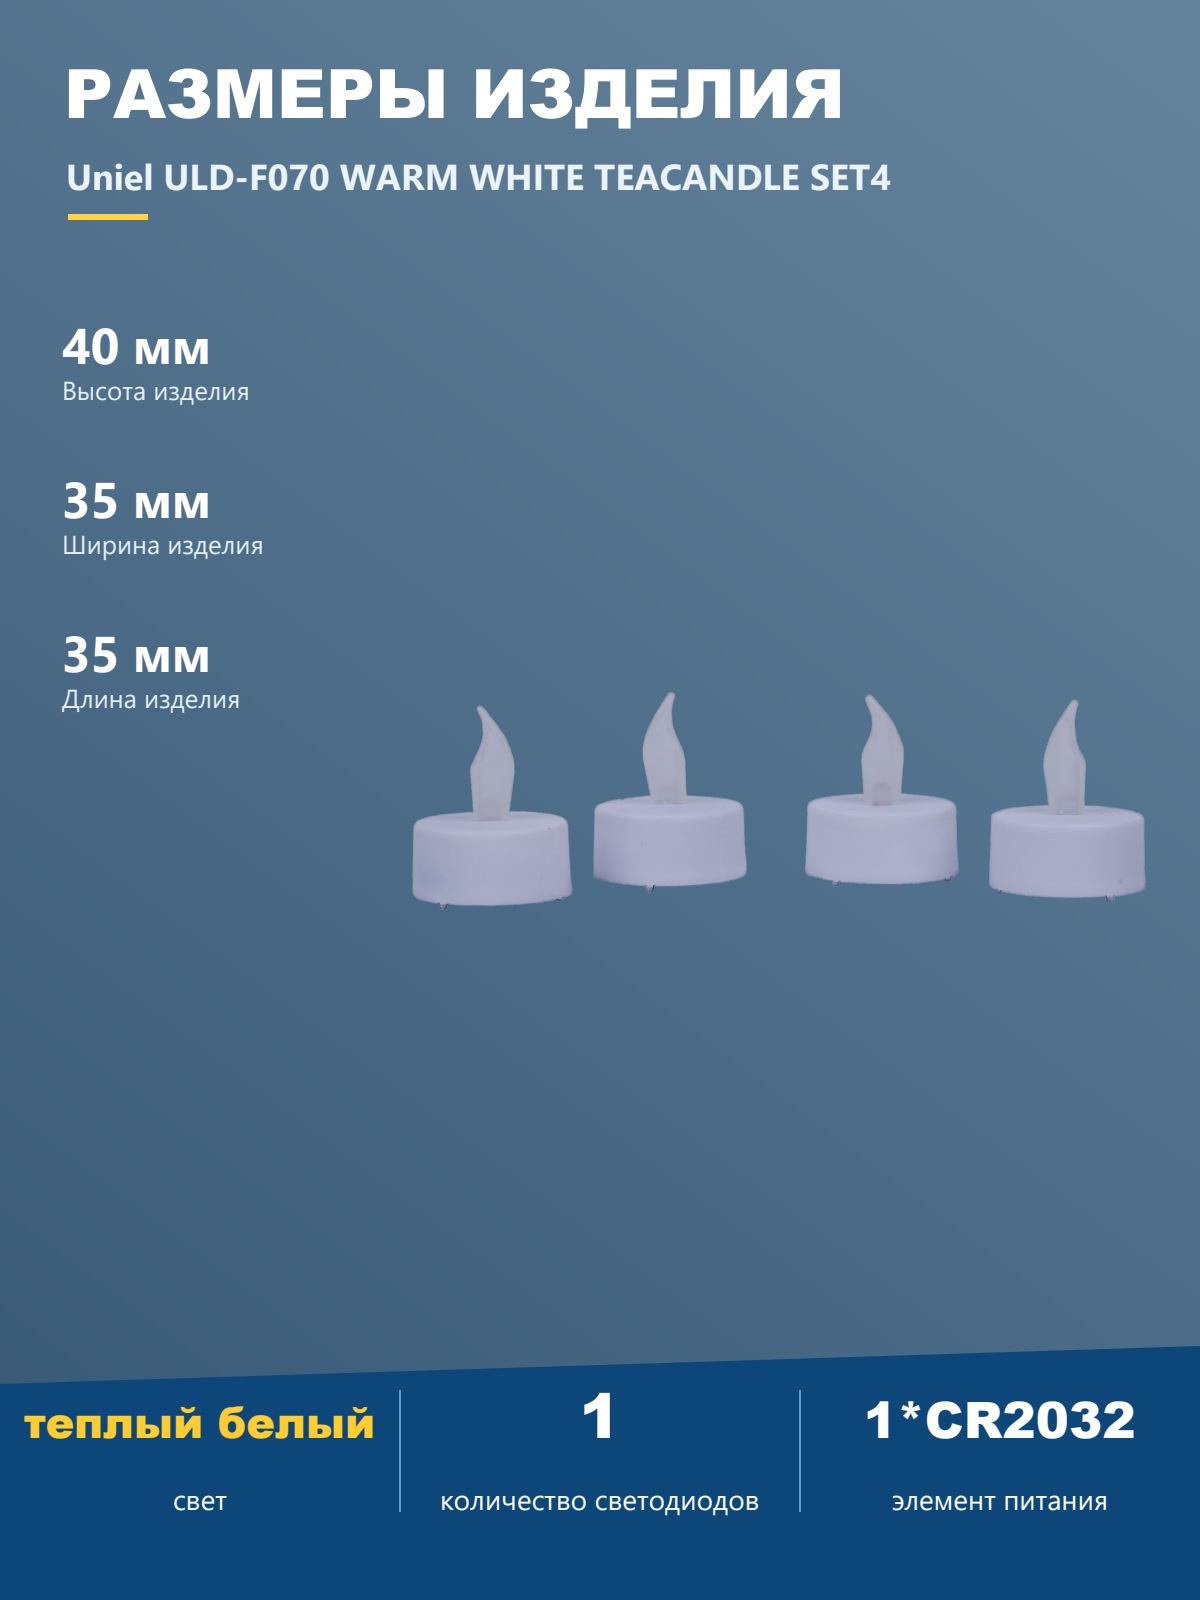 РАЗМЕРЫ ИЗДЕЛИЯ
Uniel ULD-F070 WARM WHITE TEACANDLE SET4
40 мм
Высота изделия
35 мм
Ширина изделия
35 мм
Длина изделия
теплый белый
свет
1
количество светодиодов
1*CR2032
элемент питания